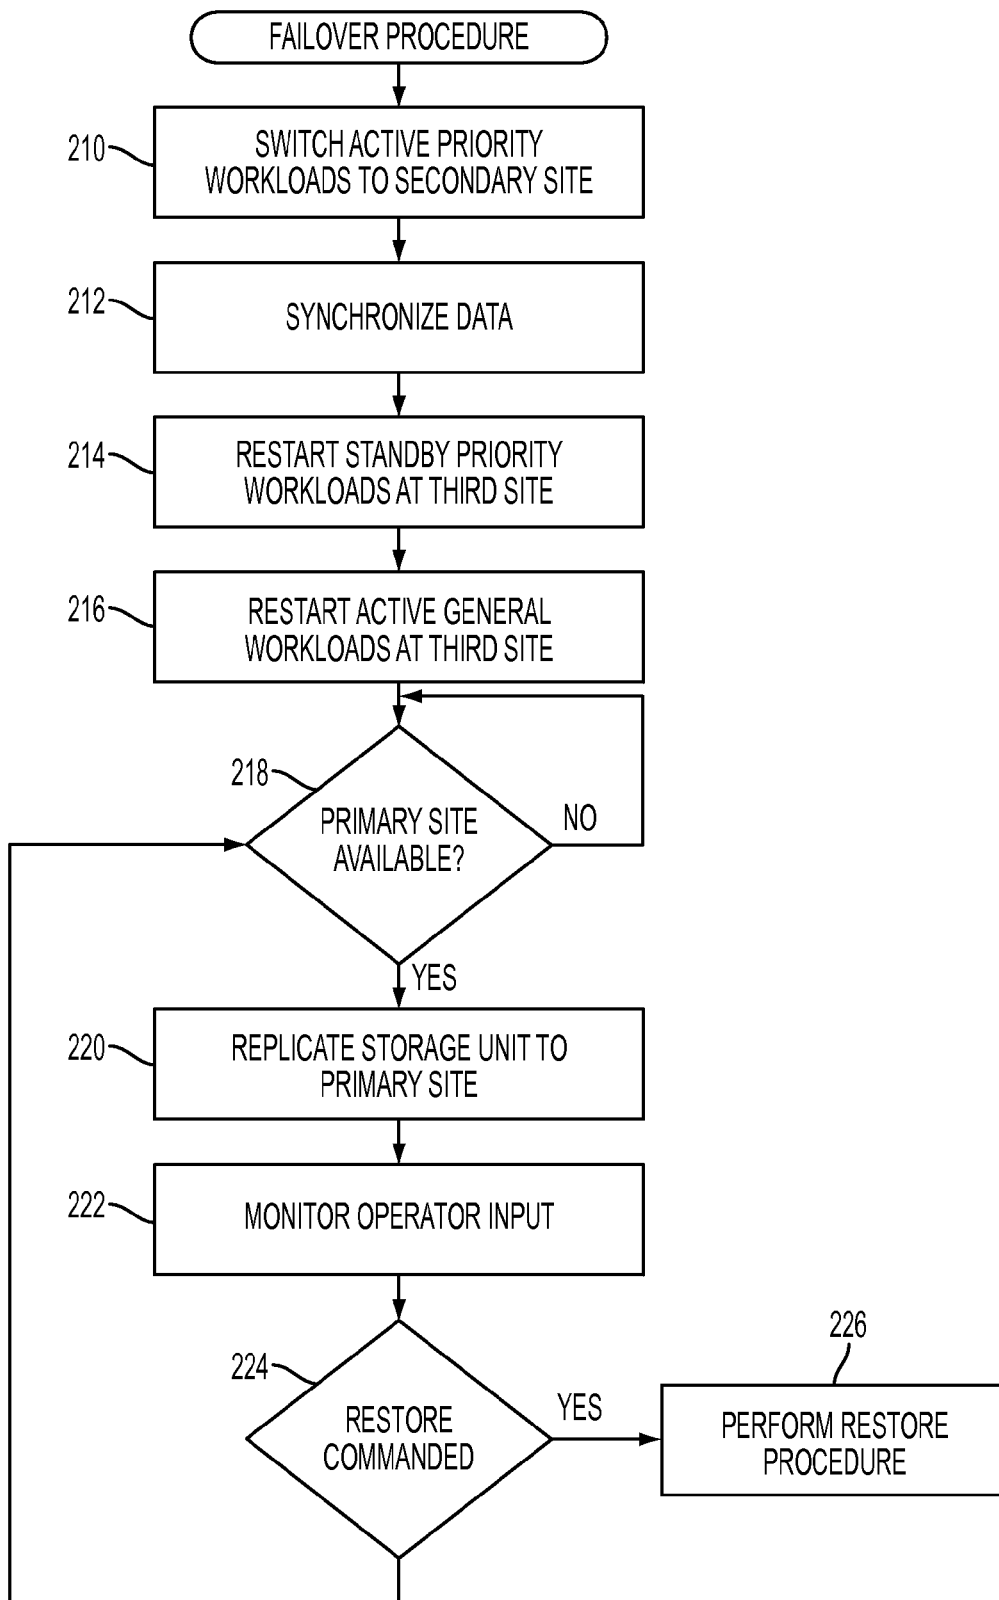 FAILOVER PROCEDURE
210
SWITCH ACTIVE PRIORITY
WORKLOADS TO SECONDARY SITE
212
SYNCHRONIZE DATA
214
RESTART STANDBY PRIORITY
WORKLOADS AT THIRD SITE
216
RESTART ACTIVE GENERAL
WORKLOADS AT THIRD SITE
218
PRIMARY SITE
AVAILABLE?
NO
YES
220
REPLICATE STORAGE UNIT TO
PRIMARY SITE
222
MONITOR OPERATOR INPUT
224
RESTORE
COMMANDED
YES
226
PERFORM RESTORE
PROCEDURE